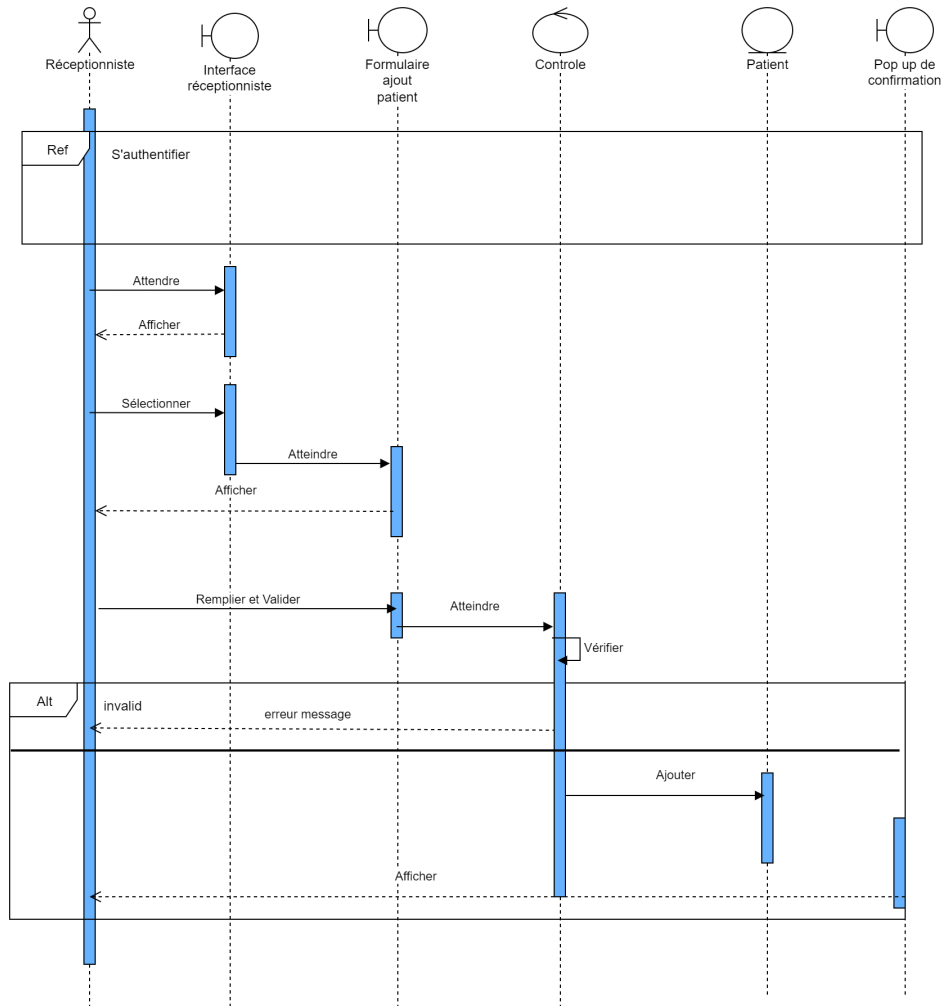 Réceptionniste
Interface
réceptionniste
Formulaire
ajout
patient
Controle
Patient
Pop up de
confirmation
Ref
S'authentifier
Attendre
Afficher
Sélectionner
Atteindre
Afficher
Remplier et Valider
Atteindre
Vérifier
Alt
invalid
erreur message
Ajouter
Afficher